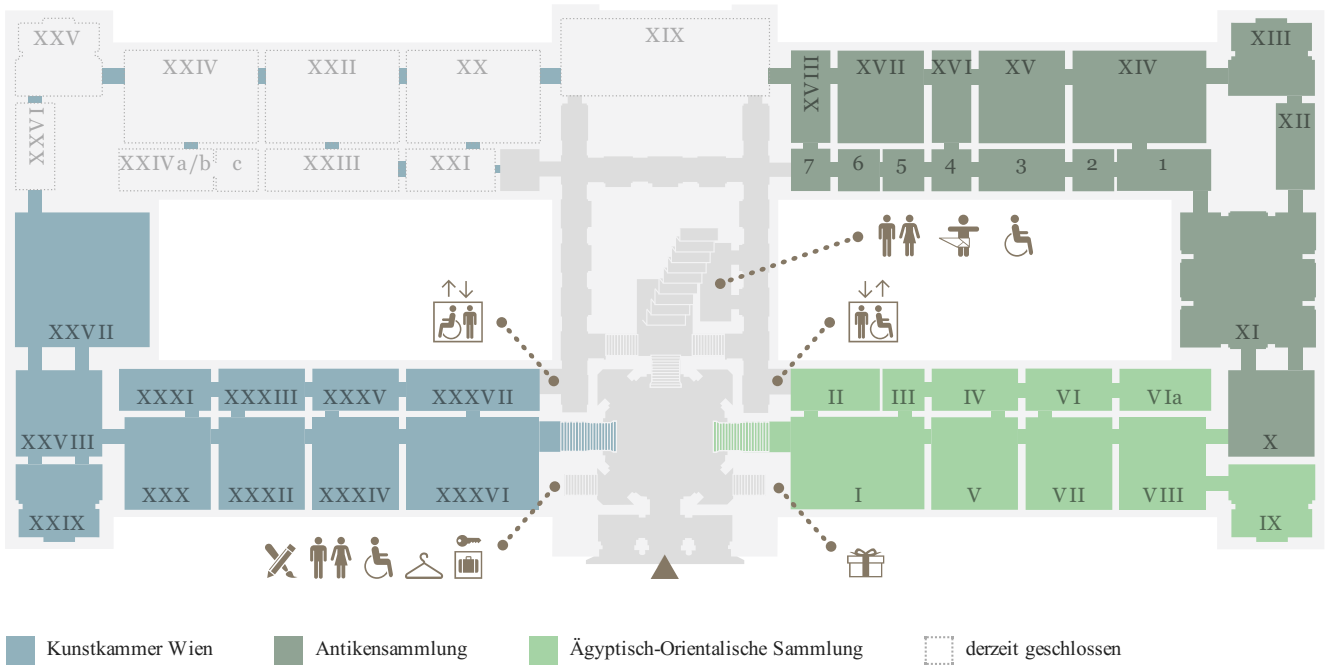 XXV
XXIV
XXII
XX
XIX
XVIII
XVII
XVI
XV
XIV
XIII
XXVI
XII
XXIVa/b
c
XXIII
XXI
7
6
5
4
3
2
1
XXVII
XI
XXXI
XXXIII
XXXV
XXXVII
II
III
IV
VI
VIa
XXVIII
X
XXX
XXXII
XXXIV
XXXVI
I
V
VII
VIII
XXIX
IX
Kunstkammer Wien
Antikensammlung
Ägyptisch-Orientalische Sammlung
derzeit geschlossen